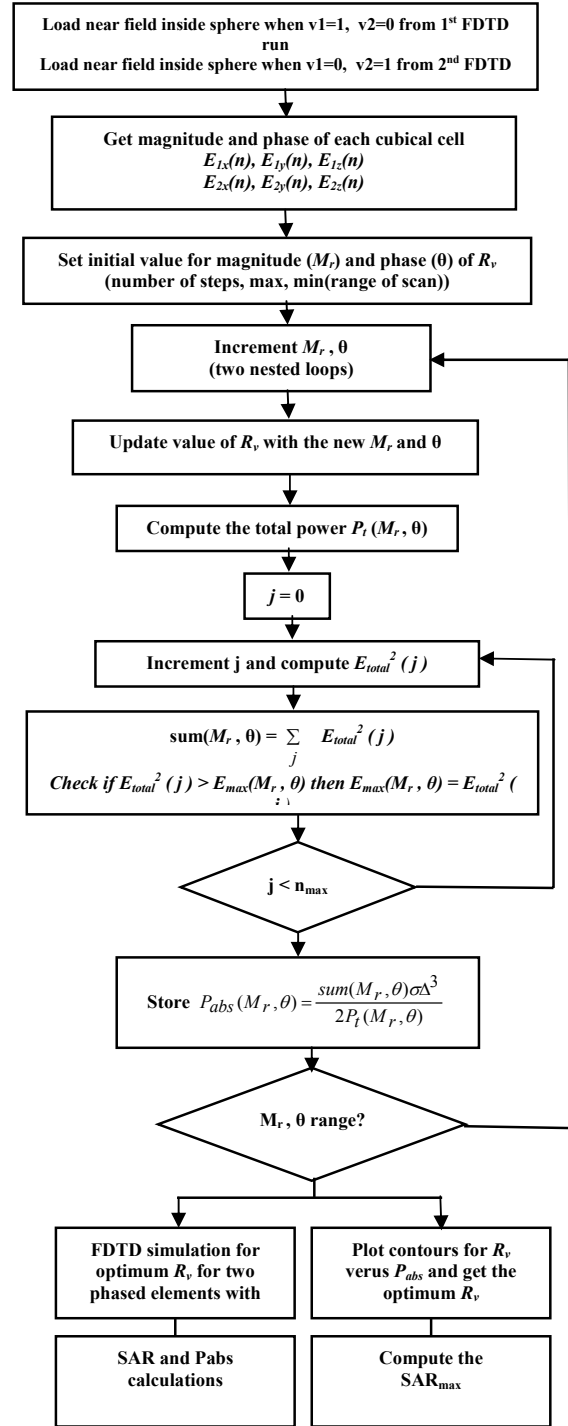 Load near field inside sphere when v1=1, v2=0 from 1st FDTD
run
Load near field inside sphere when v1=0, v2=1 from 2nd FDTD
Get magnitude and phase of each cubical cell
E1x(n), E1y(n), E1z(n)
E2x(n), E2y(n), E2z(n)
Set initial value for magnitude (Mr) and phase (θ) of Rv
(number of steps, max, min(range of scan))
Increment Mr , θ
(two nested loops)
Update value of Rv with the new Mr and θ
Compute the total power Pt (Mr, θ)
j = 0
Increment j and compute Etotal2 ( j )
sum(Mr , θ) = ∑j Etotal2 ( j )
Check if Etotal2 ( j ) > Emax(Mr , θ) then Emax(Mr , θ) = Etotal2 (
j < nmax
Store Pabs(Mr,θ) = sum(Mr,θ)σΔ3 / 2Pt(Mr,θ)
Mr , θ range?
FDTD simulation for
optimum Rv for two
phased elements with
SAR and Pabs
calculations
Plot contours for Rv
verus Pabs and get the
optimum Rv
Compute the
SARmax